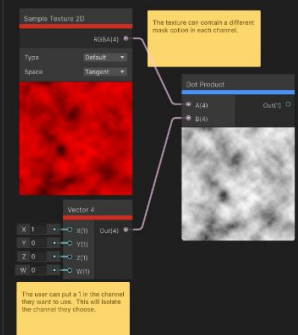 Sample Texture 2D
RGBA(4)
Type Default
Space Tangent
The texture can contain a different
mask option in each channel.
Dot Product
A(4) Out(1)
B(4)
Vector 4
X 1 X(1) Out(4)
Y 0 Y(1)
Z 0 Z(1)
W 0 W(1)
The user can put a 1 in the channel
they want to use. This will isolate
the channel they choose.